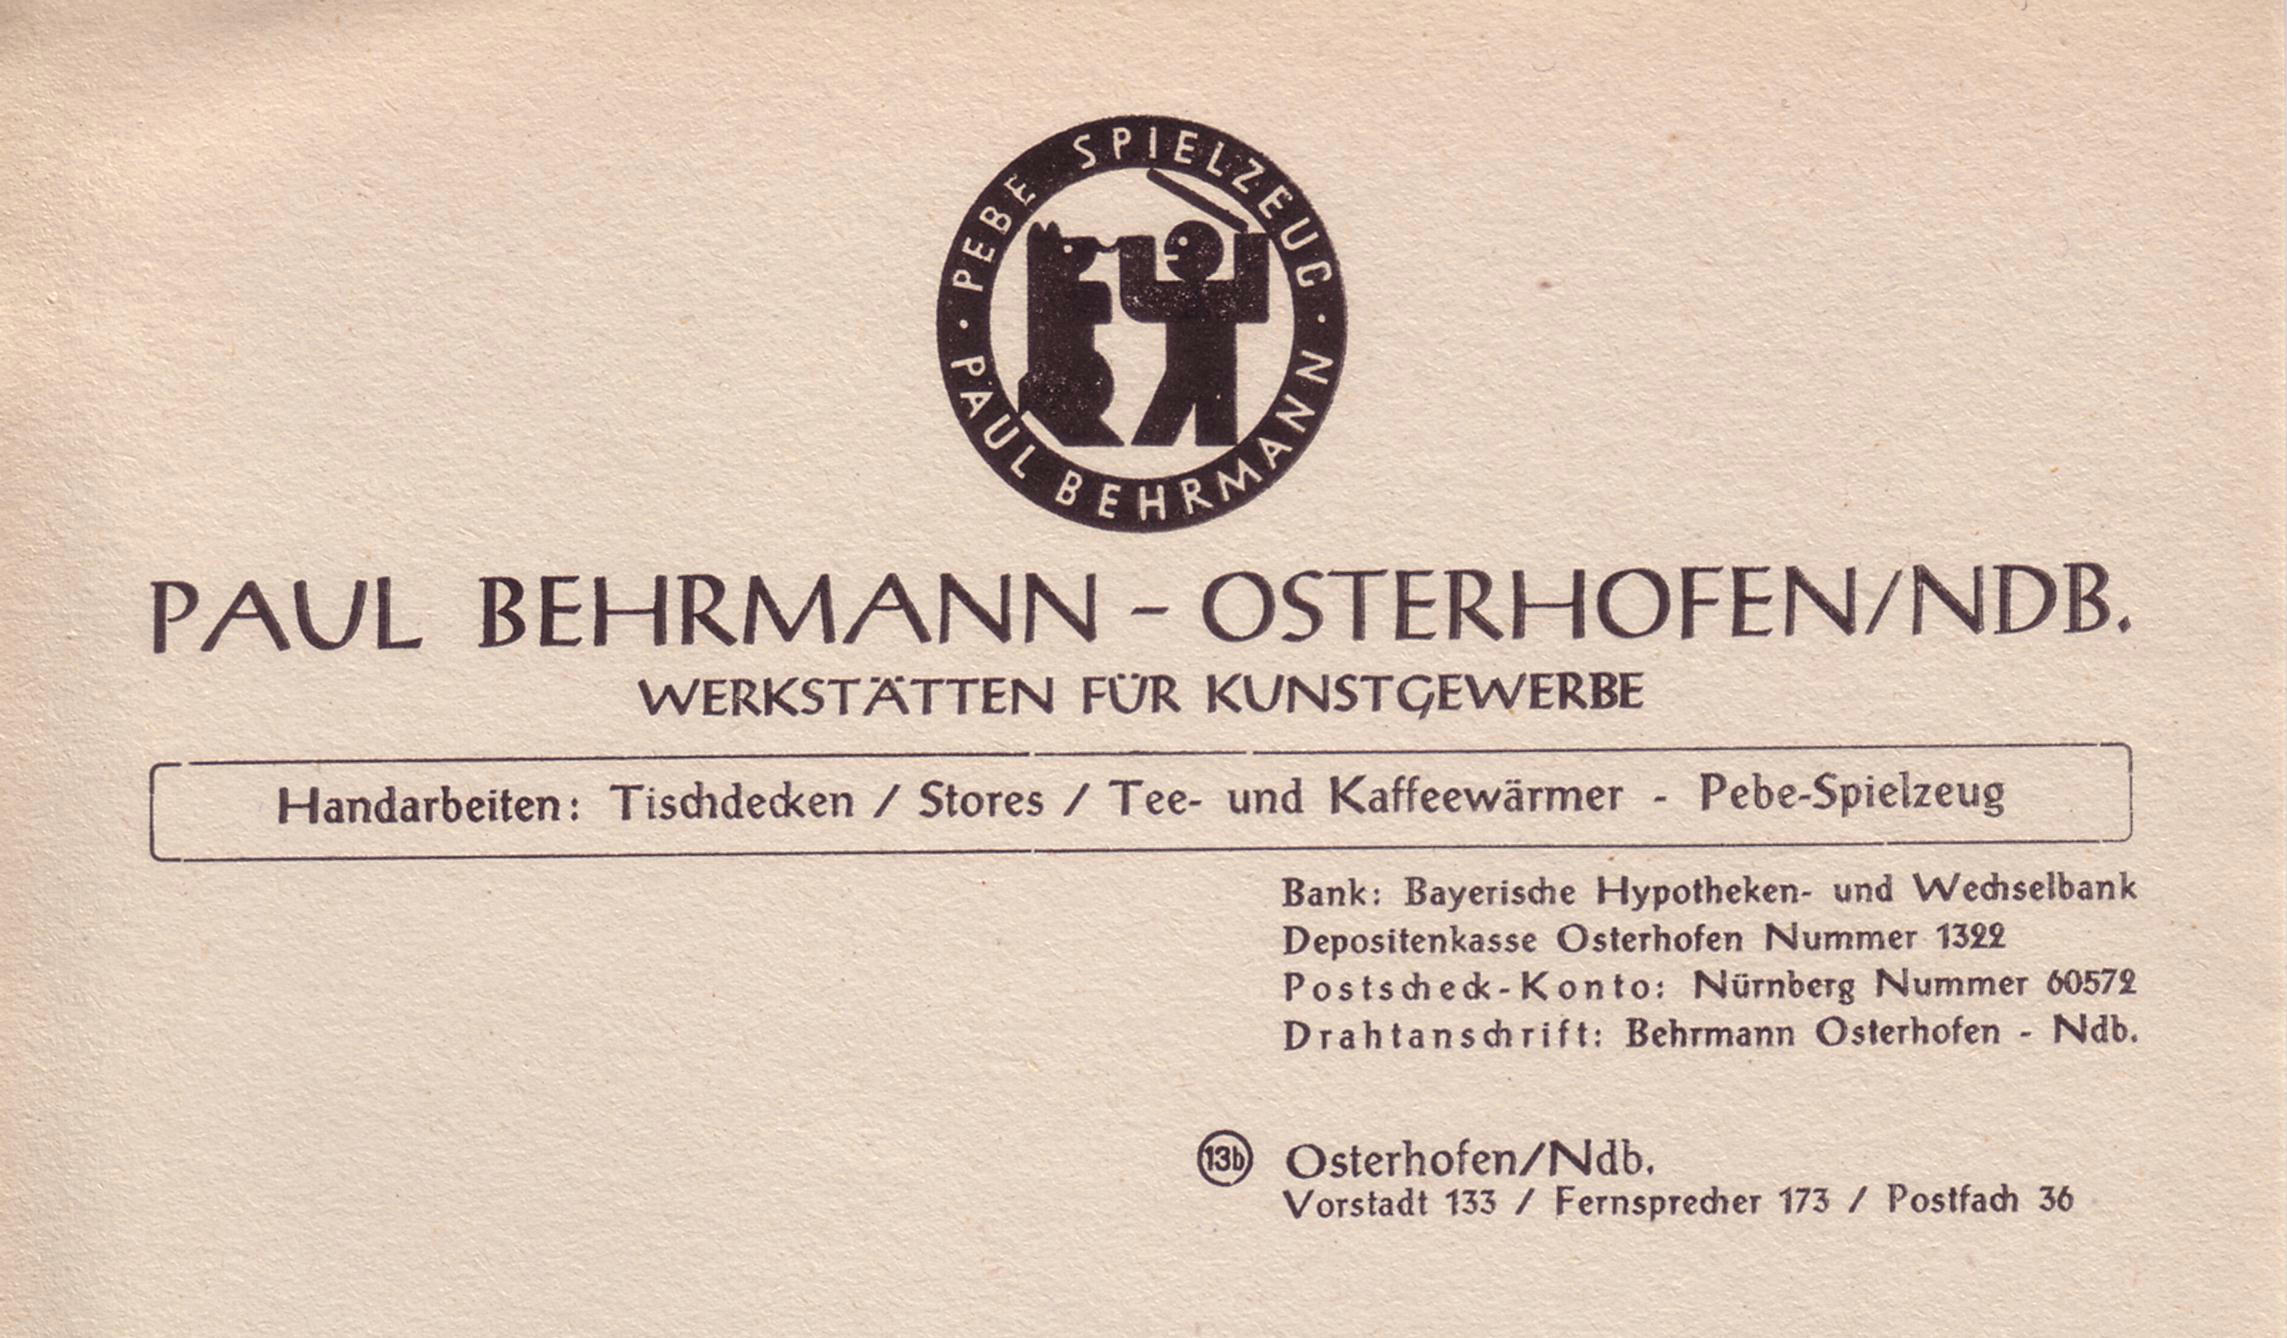 · PEBE SPIELZEUG ·
PAUL BEHRMANN
PAUL BEHRMANN - OSTERHOFEN/NDB.
WERKSTÄTTEN FÜR KUNSTGEWERBE
Handarbeiten: Tischdecken / Stores / Tee- und Kaffeewärmer - Pebe-Spielzeug
Bank: Bayerische Hypotheken- und Wechselbank
Depositenkasse Osterhofen Nummer 1322
Postscheck-Konto: Nürnberg Nummer 60572
Drahtanschrift: Behrmann Osterhofen - Ndb.
13b Osterhofen/Ndb.
Vorstadt 133 / Fernsprecher 173 / Postfach 36